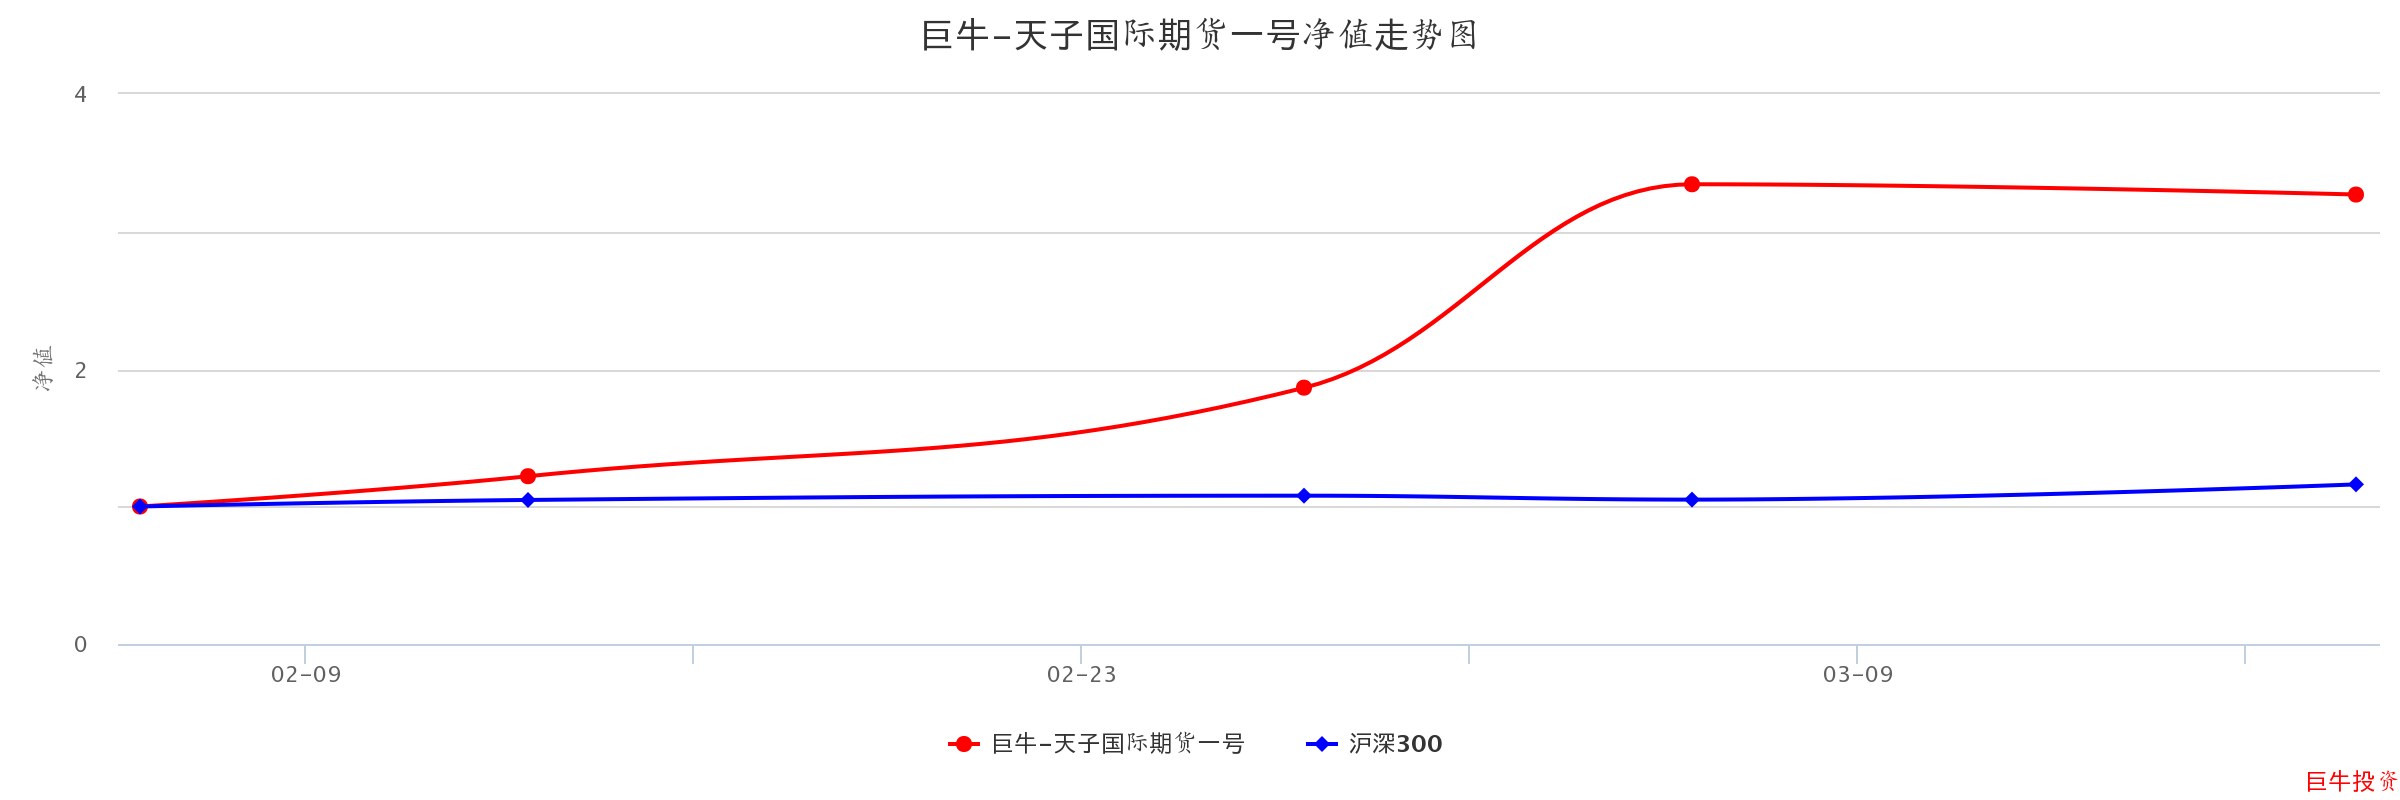 巨牛-天子国际期货一号净值走势图
4
2
0
净值
02-09
02-23
03-09
巨牛-天子国际期货一号
沪深300
巨牛投资